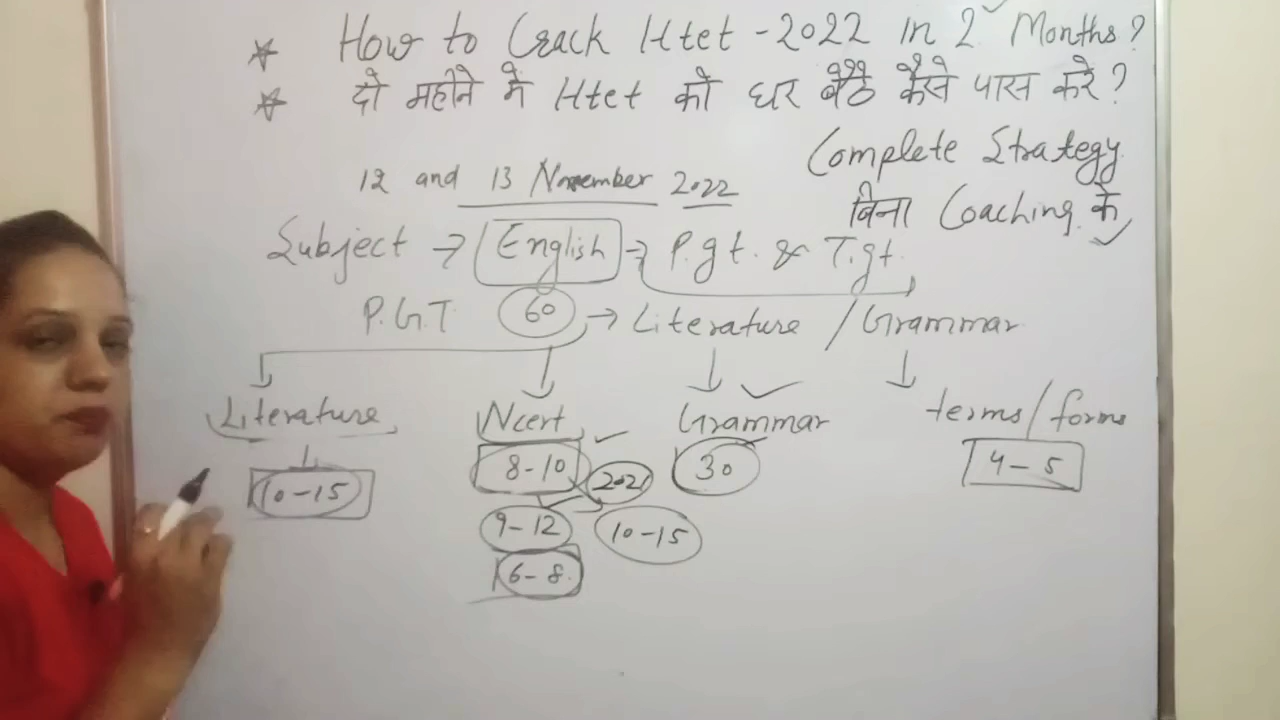 * How to Crack Htet-2022 in 2 Months?
* दो महीने में Htet को घर बैठे कैसे पास करे?
Complete Strategy
बिना Coaching के
12 and 13 November 2022
Subject → English → P.gt. & T.gt.
P.G.T 60 → Literature / Grammar
Literature Ncert Grammar terms/forms
10-15 8-10 30 4-5
2021
9-12 10-15
6-8